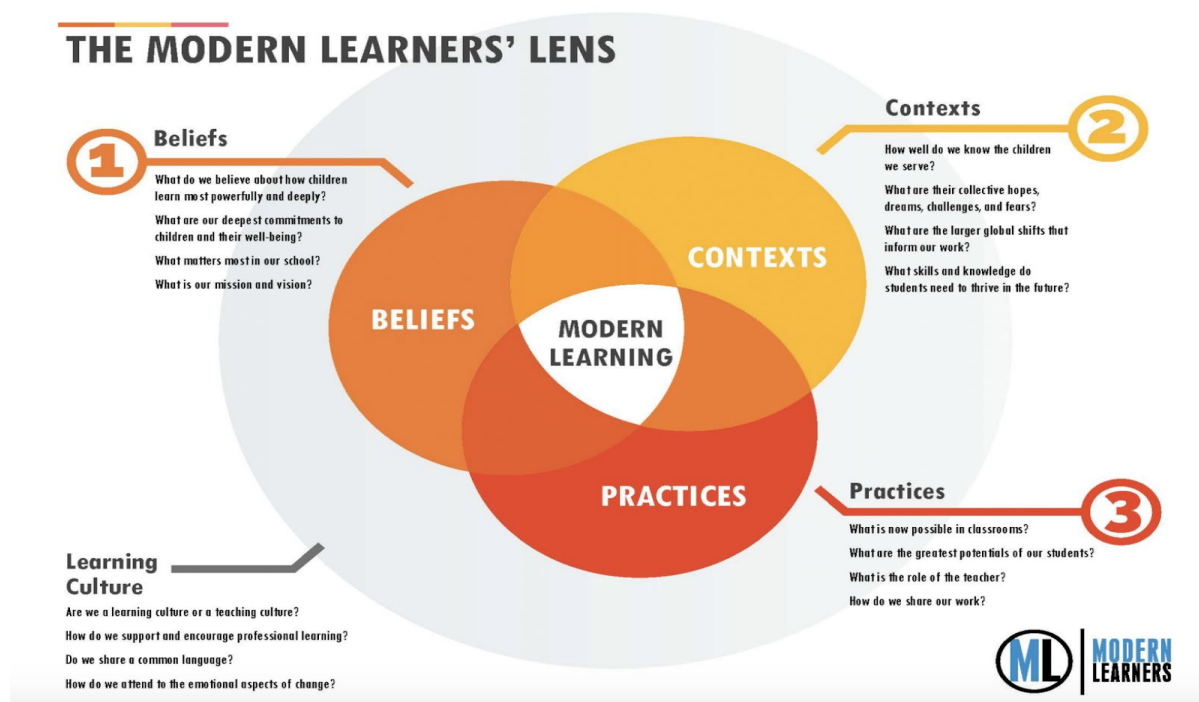 THE MODERN LEARNERS' LENS
1
Beliefs
What do we believe about how children
learn most powerfully and deeply?
What are our deepest commitments to
children and their well-being?
What matters most in our school?
What is our mission and vision?
Contexts
2
How well do we know the children
we serve?
What are their collective hopes,
dreams, challenges, and fears?
What are the larger global shifts that
inform our work?
What skills and knowledge do
students need to thrive in the future?
CONTEXTS
BELIEFS
MODERN
LEARNING
PRACTICES
Practices
3
What is now possible in classrooms?
What are the greatest potentials of our students?
What is the role of the teacher?
How do we share our work?
Learning
Culture
Are we a learning culture or a teaching culture?
How do we support and encourage professional learning?
Do we share a common language?
How do we attend to the emotional aspects of change?
ML
MODERN
LEARNERS